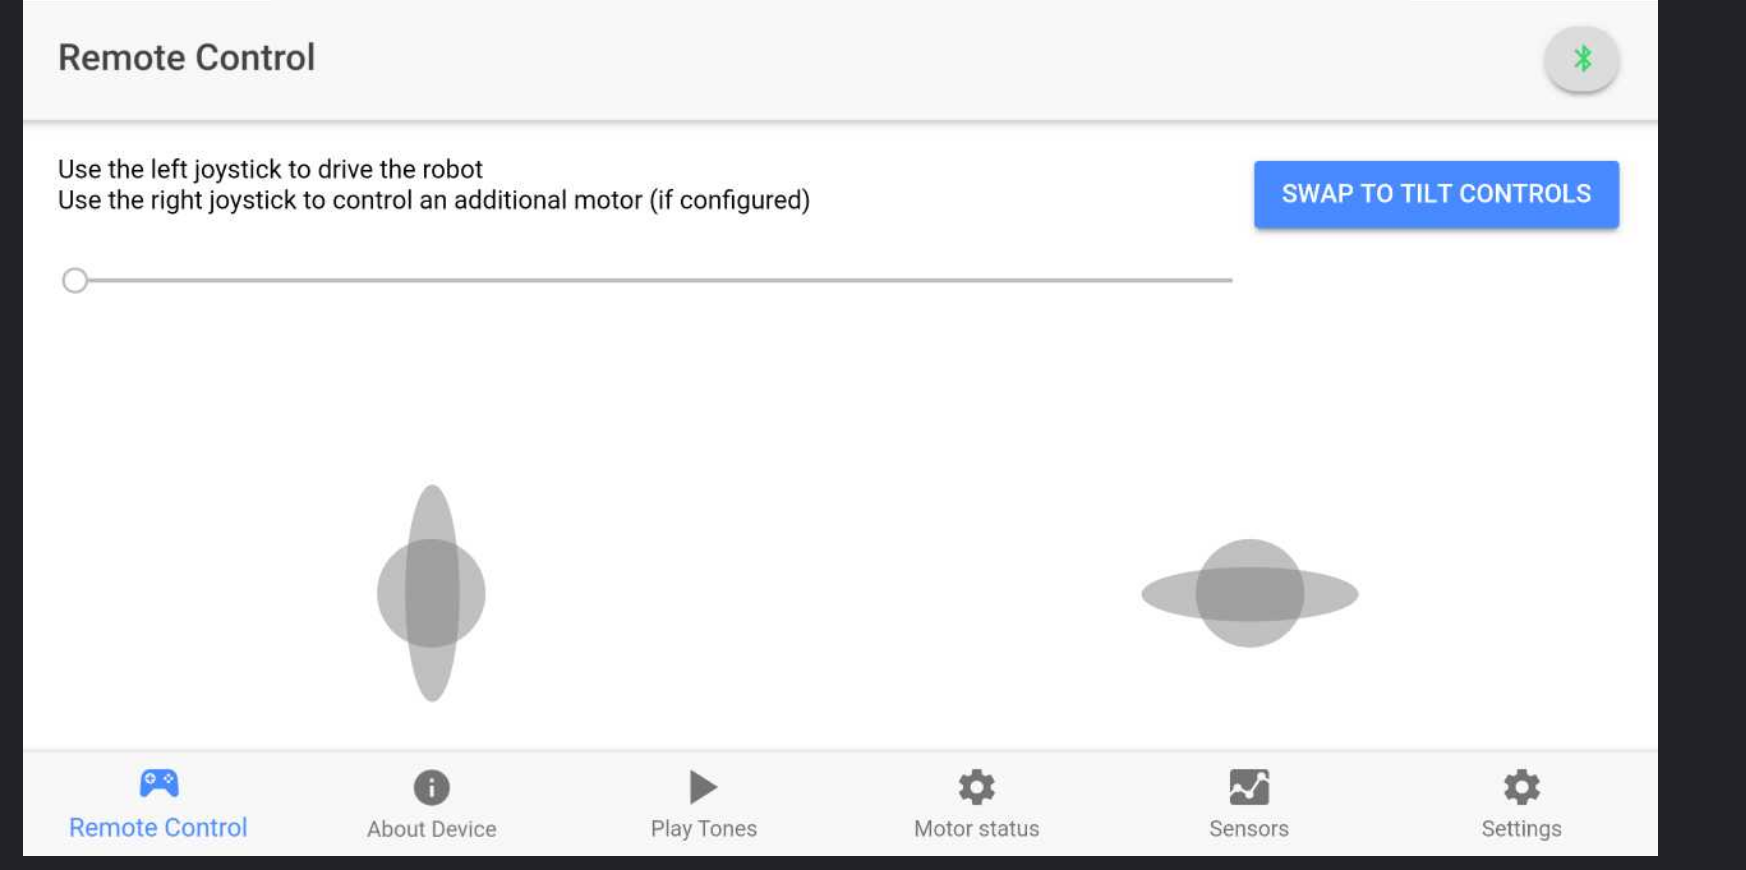 Remote Control
Use the left joystick to drive the robot
Use the right joystick to control an additional motor (if configured)
SWAP TO TILT CONTROLS
Remote Control
About Device
Play Tones
Motor status
Sensors
Settings